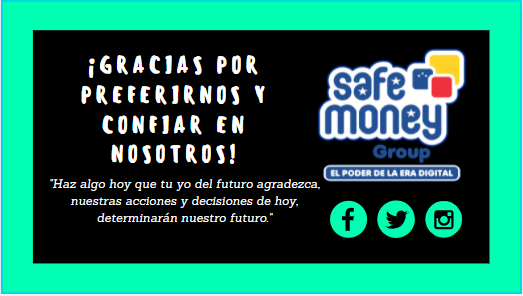 ¡GRACIAS POR
PREFERIRNOS Y
CONFIAR EN
NOSOTROS!
"Haz algo hoy que tu yo del futuro agradezca,
nuestras acciones y decisiones de hoy,
determinarán nuestro futuro."
safe
money
Group
EL PODER DE LA ERA DIGITAL